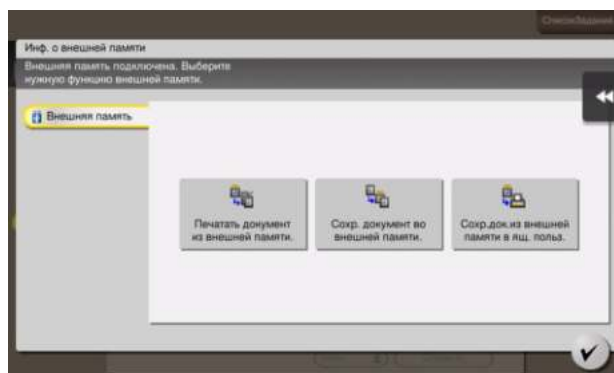 СписокЗаданий
Инф. о внешней памяти
Внешняя память подключена. Выберите
нужную функцию внешней памяти.
Внешняя память
Печатать документ
из внешней памяти.
Сохр. документ во
внешней памяти.
Сохр.док.из внешней
памяти в ящ. польз.